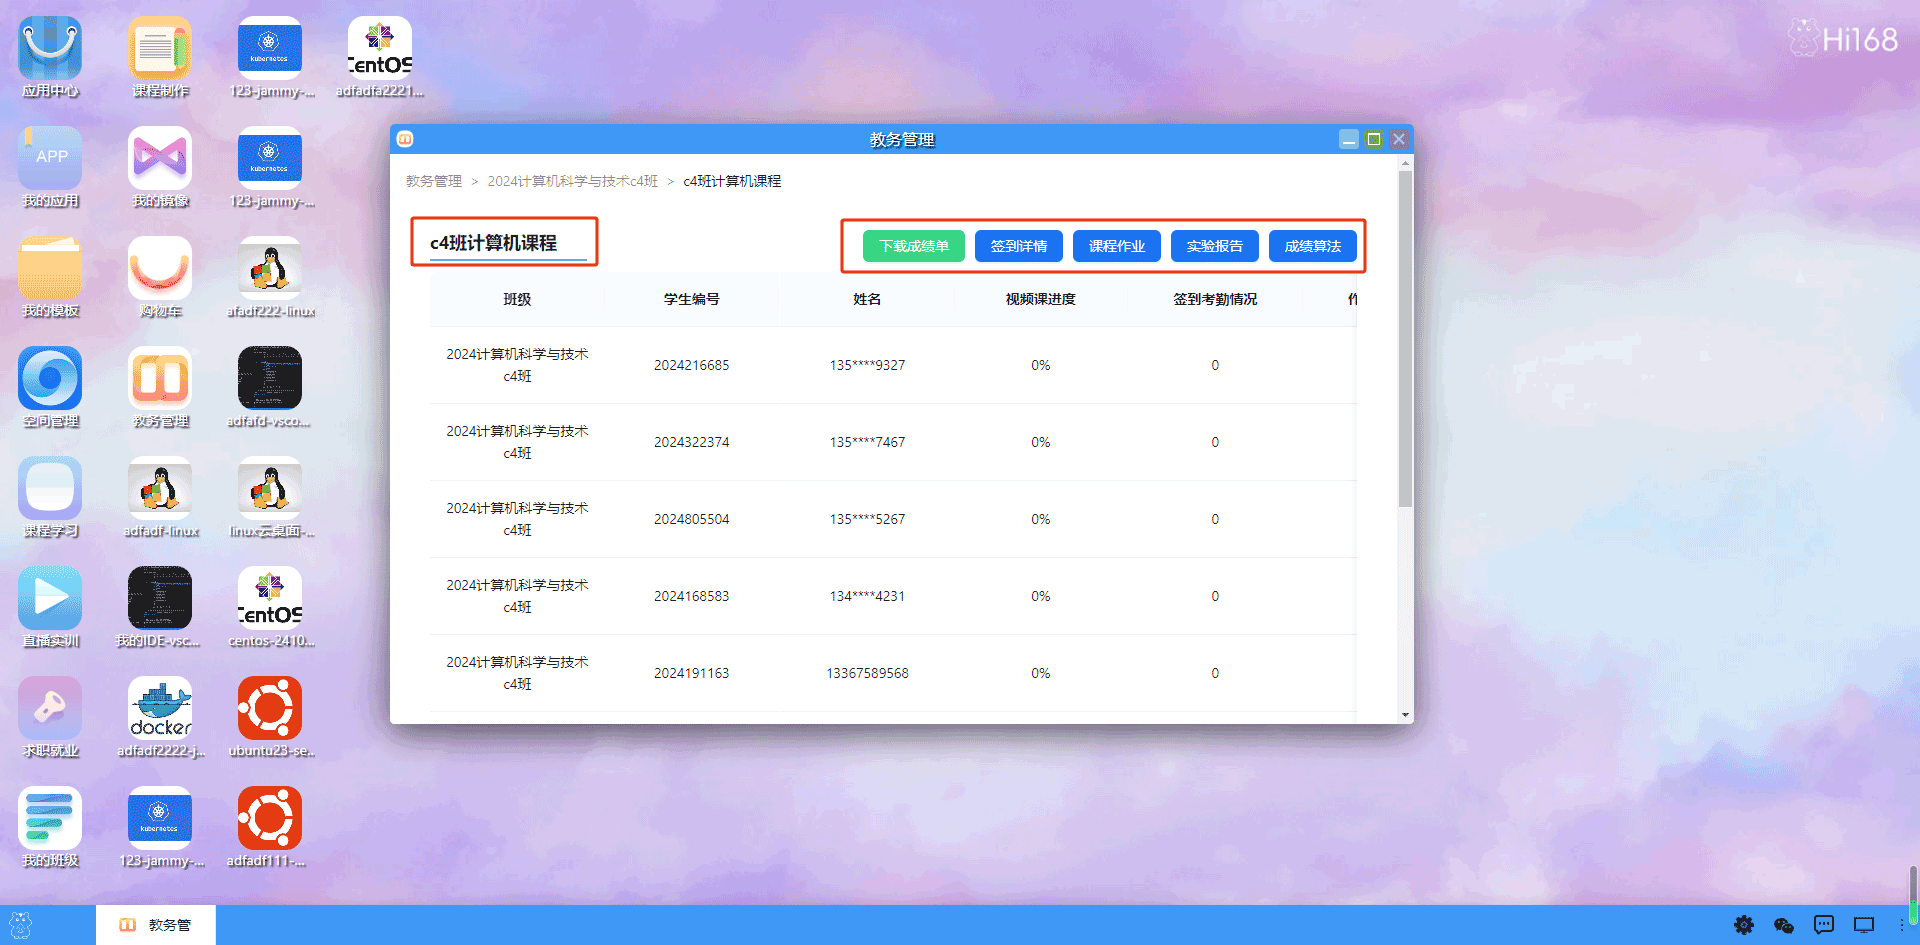 Hi168
应用中心
课程制作
123-jammy-...
adfadfa2221...
CentOS
kubernetes
APP
我的应用
我的镜像
123-jammy-...
kubernetes
我的模板
购物车
afadf222-linux
空间管理
教务管理
adfafd-vsco...
课程学习
adfadf-linux
linux云桌面-...
直播实训
我的IDE-vsc...
centos-2410...
CentOS
求职就业
docker
adfadf2222-j...
ubuntu23-se..
我的班级
kubernetes
123-jammy-...
adfadf111-...
教务管理
教务管理 > 2024计算机科学与技术c4班 > c4班计算机课程
c4班计算机课程
下载成绩单 签到详情 课程作业 实验报告 成绩算法
班级 学生编号 姓名 视频课进度 签到考勤情况 作
2024计算机科学与技术
c4班 2024216685 135****9327 0% 0
2024计算机科学与技术
c4班 2024322374 135****7467 0% 0
2024计算机科学与技术
c4班 2024805504 135****5267 0% 0
2024计算机科学与技术
c4班 2024168583 134****4231 0% 0
2024计算机科学与技术
c4班 2024191163 13367589568 0% 0
教务管